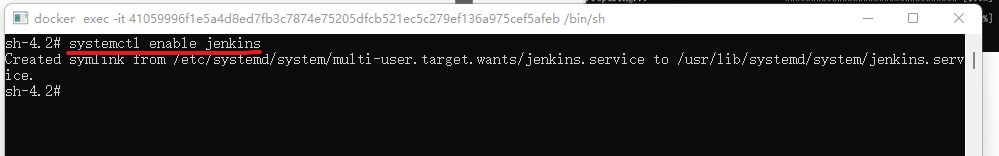 [100%]
docker exec -it 41059996f1e5a4d8ed7fb3c7874e75205dfcb521ec5c279ef136a975cef5afeb /bin/sh
%]
sh-4.2# systemctl enable jenkins
Created symlink from /etc/systemd/system/multi-user.target.wants/jenkins.service to /usr/lib/systemd/system/jenkins.serv
ice.
sh-4.2#